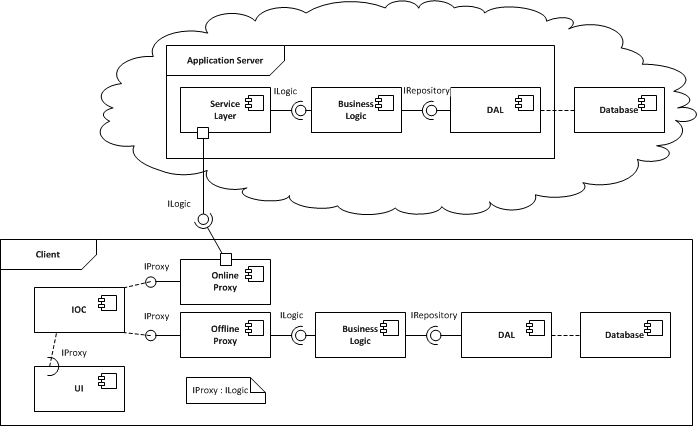 Application Server
ILogic
IRepository
Service
Layer
Business
Logic
DAL
Database
ILogic
Client
IProxy
Online
Proxy
IOC
IProxy
Offline
Proxy
ILogic
Business
Logic
IRepository
DAL
Database
IProxy
UI
IProxy : ILogic